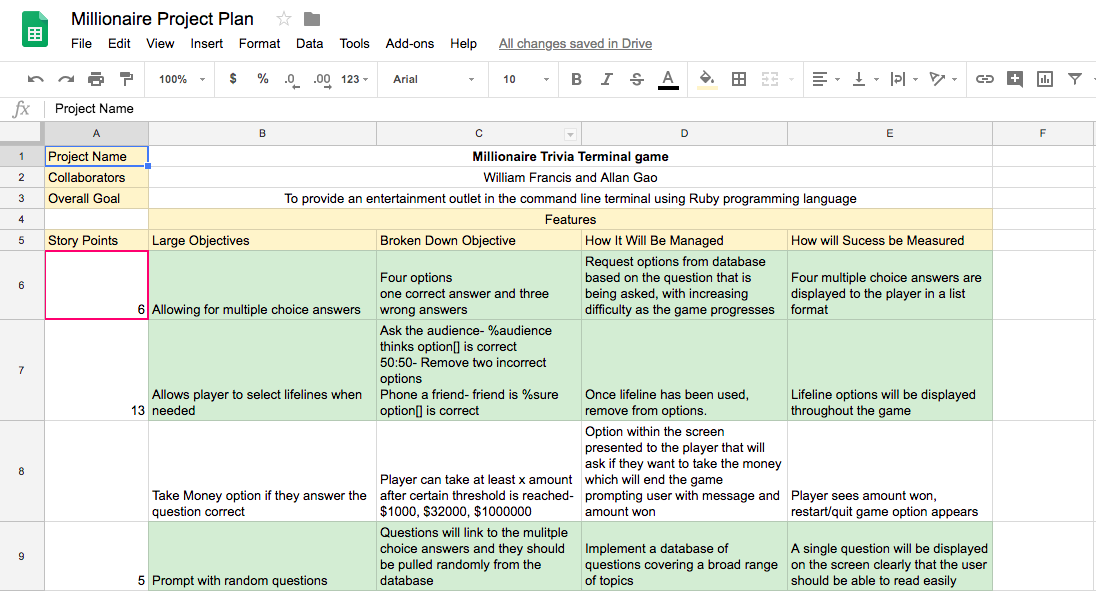 Millionaire Project Plan
File Edit View Insert Format Data Tools Add-ons Help All changes saved in Drive
100% $ % .0 .00 123 Arial 10 B I S A
fx Project Name
A B C D E F
1 Project Name Millionaire Trivia Terminal game
2 Collaborators William Francis and Allan Gao
3 Overall Goal To provide an entertainment outlet in the command line terminal using Ruby programming language
4 Features
5 Story Points Large Objectives Broken Down Objective How It Will Be Managed How will Sucess be Measured
6
6 Allowing for multiple choice answers
Four options
one correct answer and three
wrong answers
Request options from database
based on the question that is
being asked, with increasing
difficulty as the game progresses
Four multiple choice answers are
displayed to the player in a list
format
7
13
Allows player to select lifelines when
needed
Ask the audience- %audience
thinks option[] is correct
50:50- Remove two incorrect
options
Phone a friend- friend is %sure
option[] is correct
Once lifeline has been used,
remove from options.
Lifeline options will be displayed
throughout the game
8
Take Money option if they answer the
question correct
Player can take at least x amount
after certain threshold is reached-
$1000, $32000, $1000000
Option within the screen
presented to the player that will
ask if they want to take the money
which will end the game
prompting user with message and
amount won
Player sees amount won,
restart/quit game option appears
9
5 Prompt with random questions
Questions will link to the mulitple
choice answers and they should
be pulled randomly from the
database
Implement a database of
questions covering a broad range
of topics
A single question will be displayed
on the screen clearly that the user
should be able to read easily